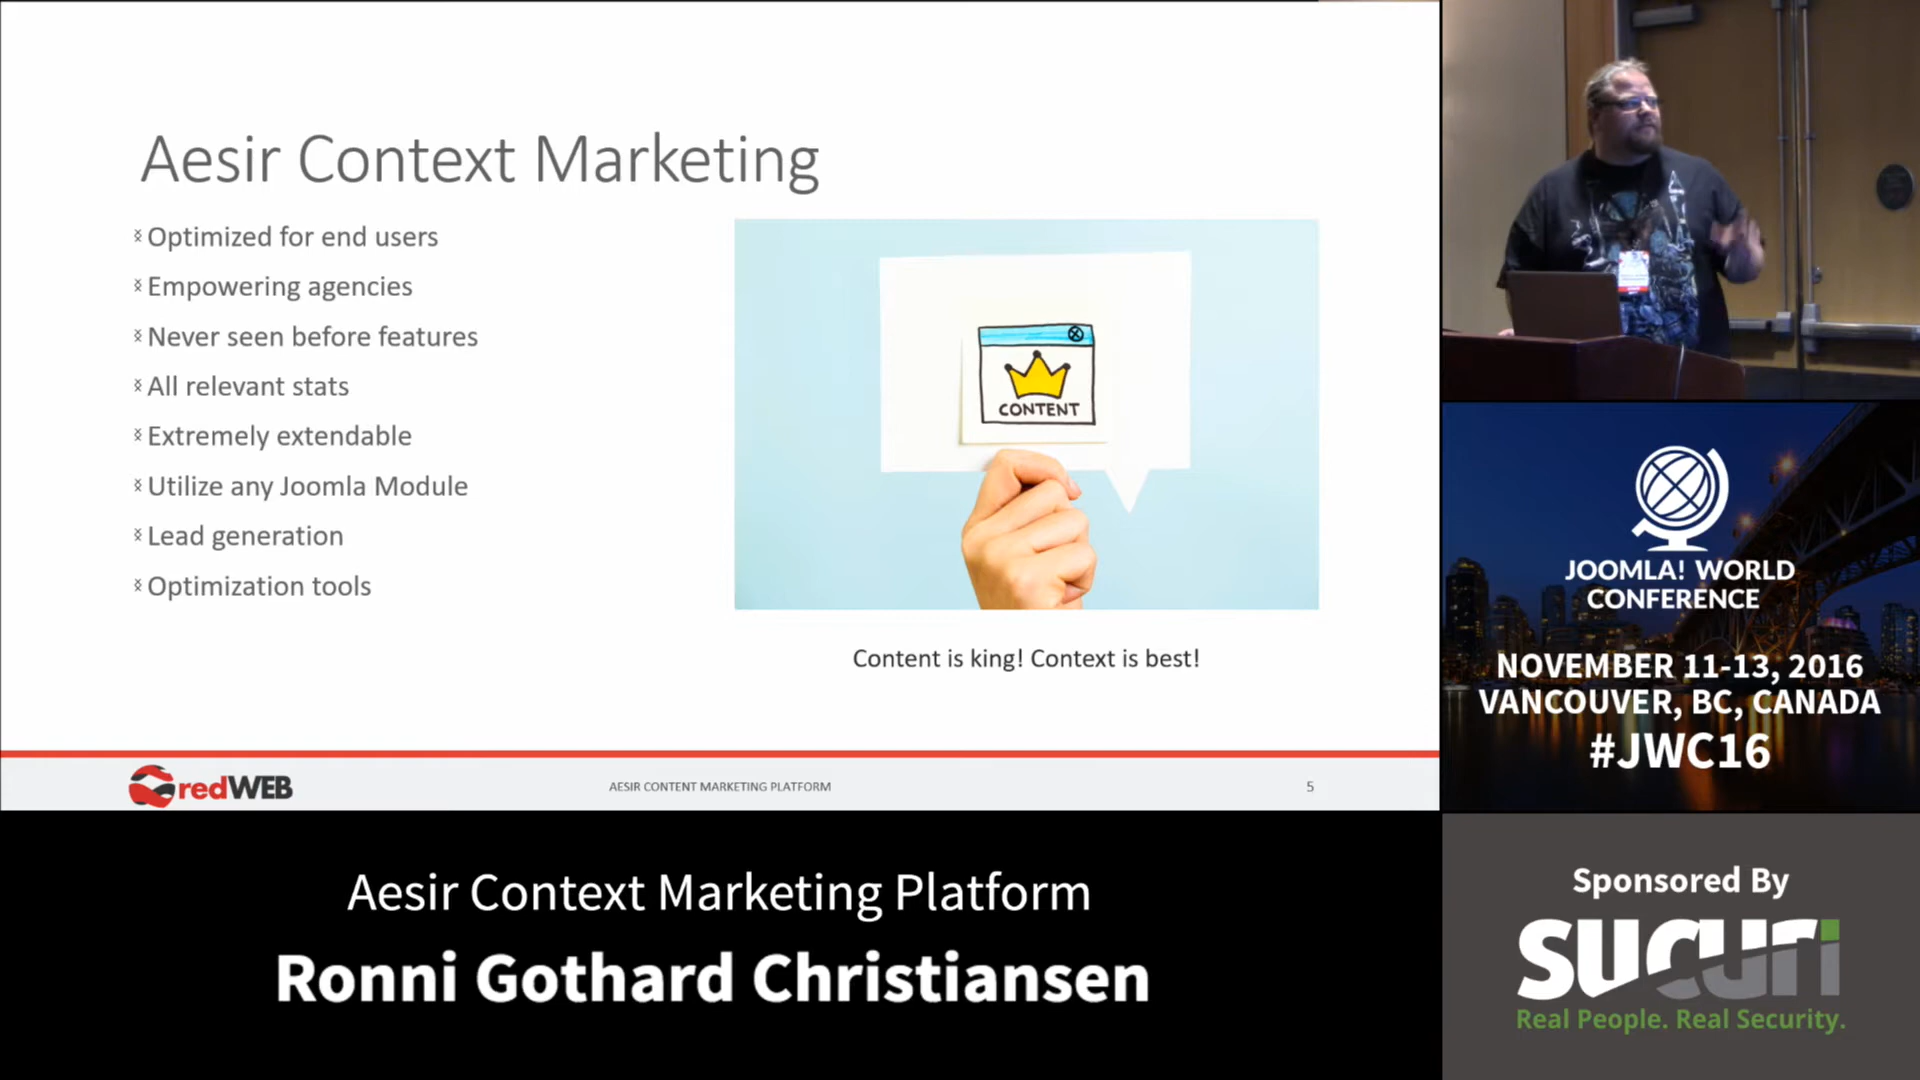 Aesir Context Marketing
Optimized for end users
Empowering agencies
Never seen before features
All relevant stats
Extremely extendable
Utilize any Joomla Module
Lead generation
Optimization tools
CONTENT
Content is king! Context is best!
redWEB
AESIR CONTENT MARKETING PLATFORM
5
JOOMLA! WORLD
CONFERENCE
NOVEMBER 11-13, 2016
VANCOUVER, BC, CANADA
#JWC16
Aesir Context Marketing Platform
Ronni Gothard Christiansen
Sponsored By
SUCURi
Real People. Real Security.